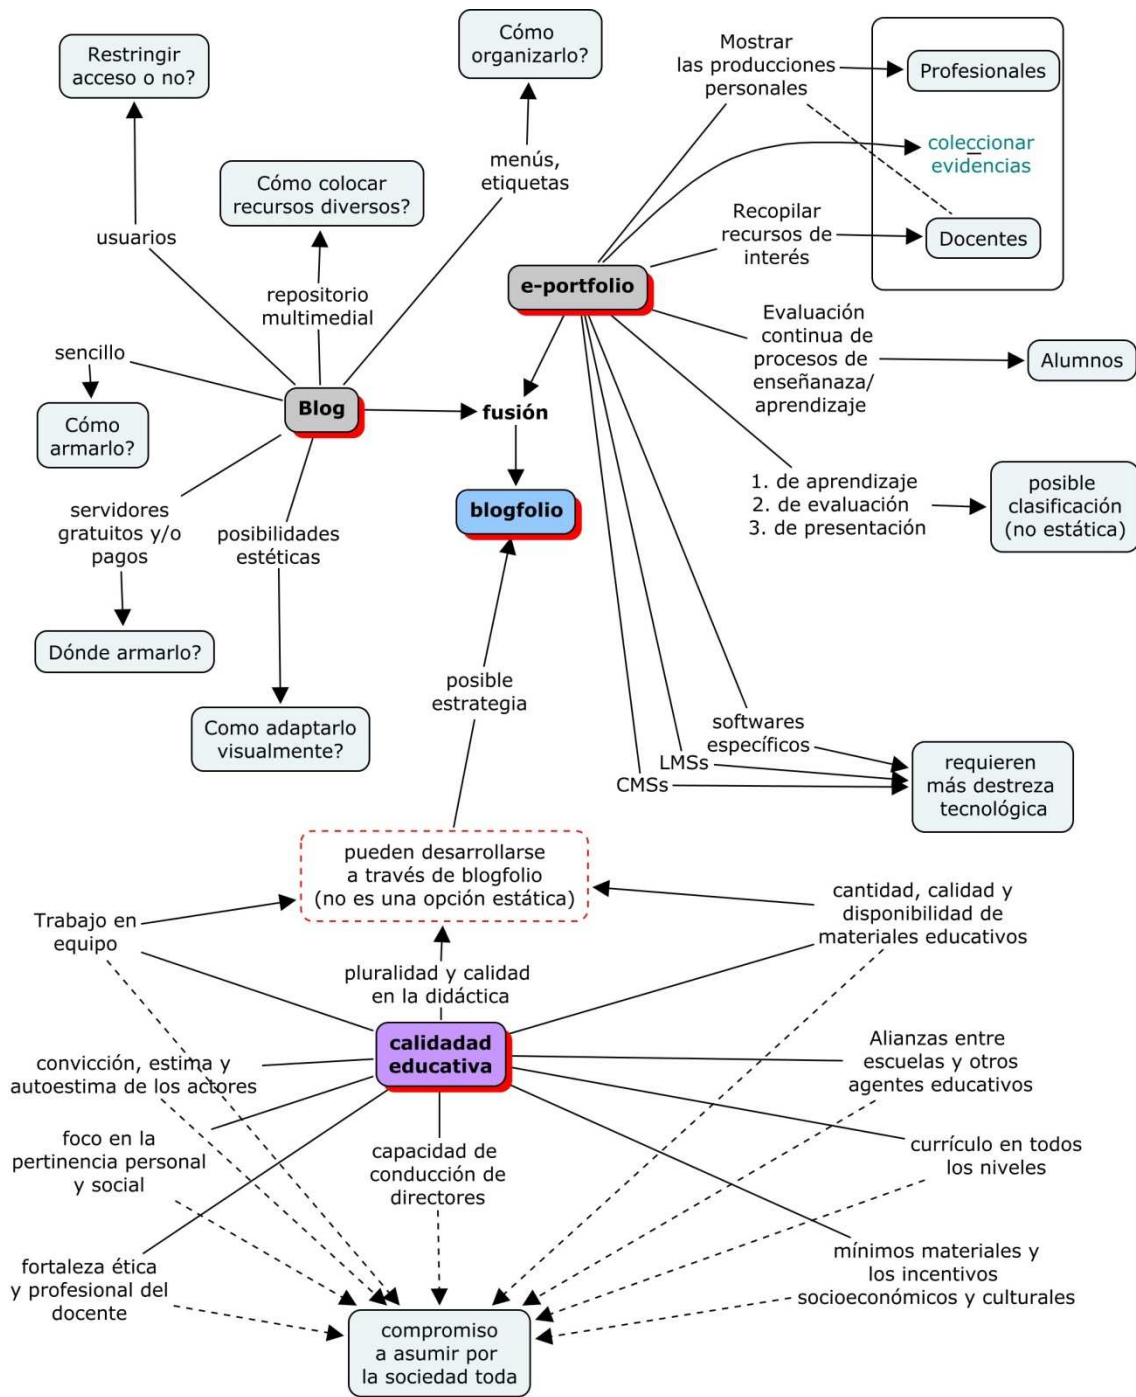 Restringir
acceso o no?
Cómo
organizarlo?
Mostrar
las producciones
personales
Profesionales
coleccionar
evidencias
Cómo colocar
recursos diversos?
menús,
etiquetas
usuarios
Recopilar
recursos de
interés
Docentes
e-portfolio
repositorio
multimedial
Evaluación
continua de
procesos de
enseñanaza/
aprendizaje
Alumnos
sencillo
Blog
fusión
Cómo
armarlo?
1. de aprendizaje
2. de evaluación
3. de presentación
posible
clasificación
(no estática)
blogfolio
servidores
gratuitos y/o
pagos
posibilidades
estéticas
Dónde armarlo?
posible
estrategia
Como adaptarlo
visualmente?
softwares
específicos
LMSs
CMSs
requieren
más destreza
tecnológica
pueden desarrollarse
a través de blogfolio
(no es una opción estática)
Trabajo en
equipo
cantidad, calidad y
disponibilidad de
materiales educativos
pluralidad y calidad
en la didáctica
calidadad
educativa
convicción, estima y
autoestima de los actores
Alianzas entre
escuelas y otros
agentes educativos
foco en la
pertinencia personal
y social
capacidad de
conducción de
directores
currículo en todos
los niveles
fortaleza ética
y profesional del
docente
mínimos materiales y
los incentivos
socioeconómicos y culturales
compromiso
a asumir por
la sociedad toda